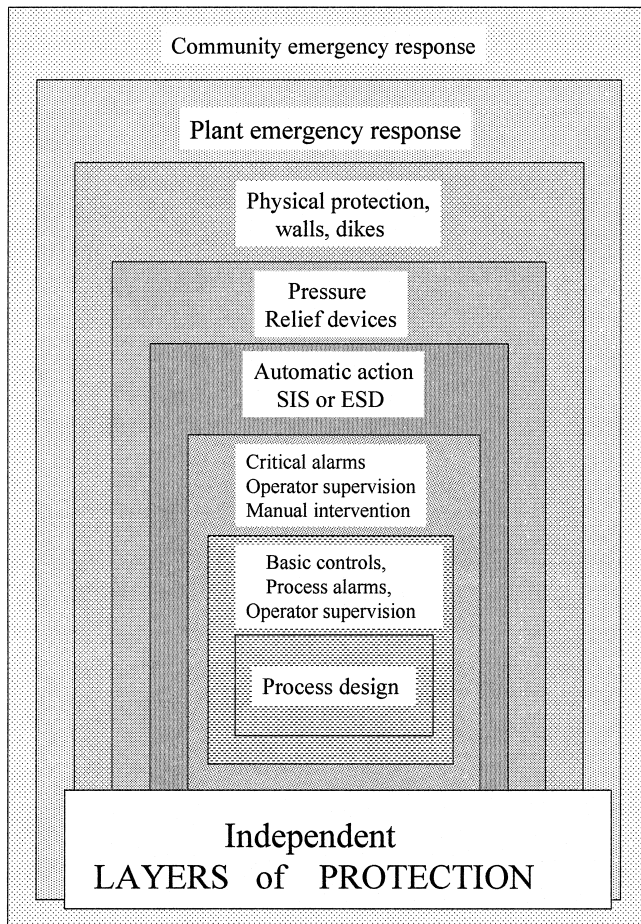 Community emergency response
Plant emergency response
Physical protection,
walls, dikes
Pressure
Relief devices
Automatic action
SIS or ESD
Critical alarms
Operator supervision
Manual intervention
Basic controls,
Process alarms,
Operator supervision
Process design
Independent
LAYERS of PROTECTION